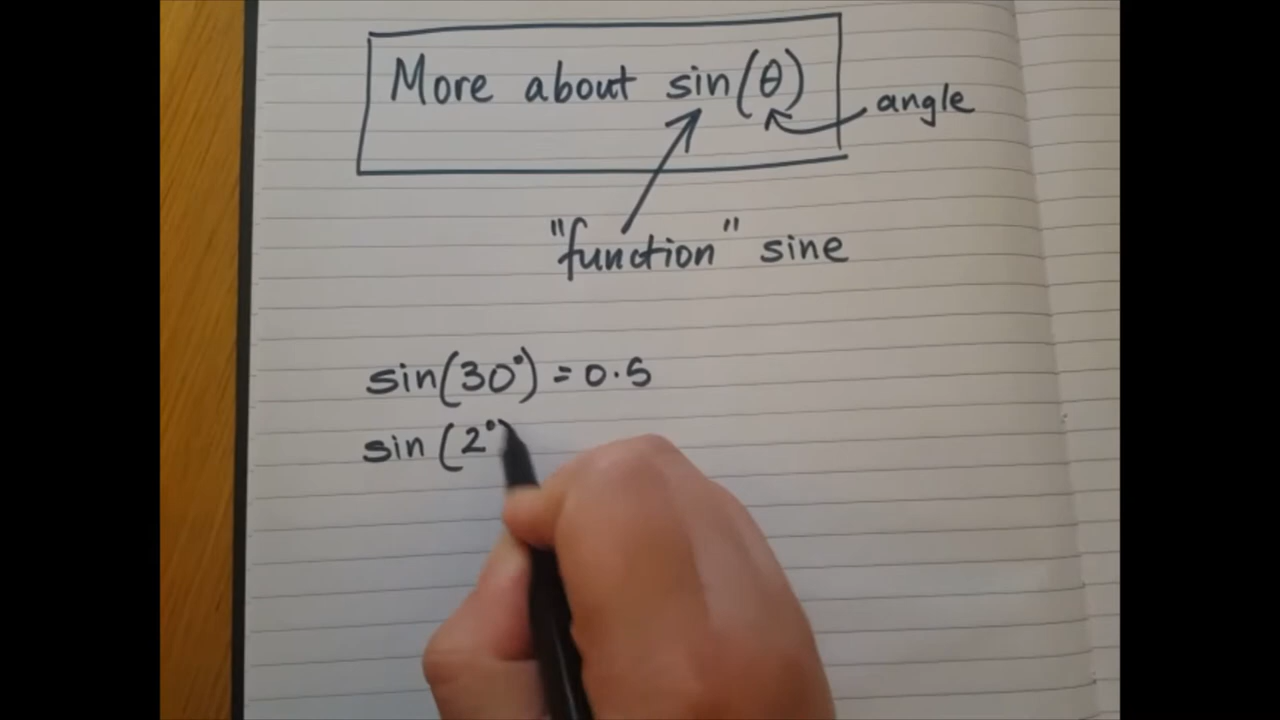 More about sin(θ)
angle
"function" sine
sin(30°) = 0.5
sin (2°)